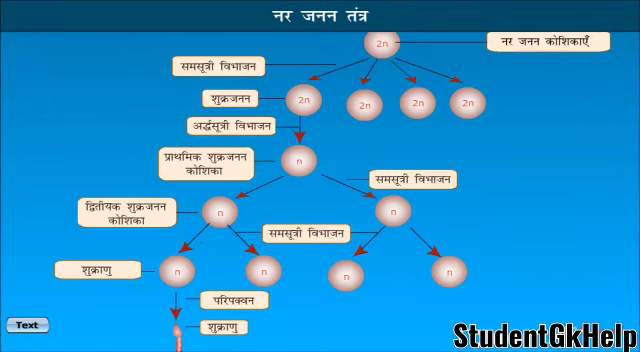 नर जनन तंत्र
2n
नर जनन कोशिकाएँ
समसूत्री विभाजन
शुक्रजनन
2n
2n
2n
2n
अर्द्धसूत्री विभाजन
प्राथमिक शुक्रजनन
कोशिका
n
समसूत्री विभाजन
द्वितीयक शुक्रजनन
कोशिका
n
n
समसूत्री विभाजन
शुक्राणु
n
n
n
n
परिपक्वन
शुक्राणु
Text
StudentGkHelp